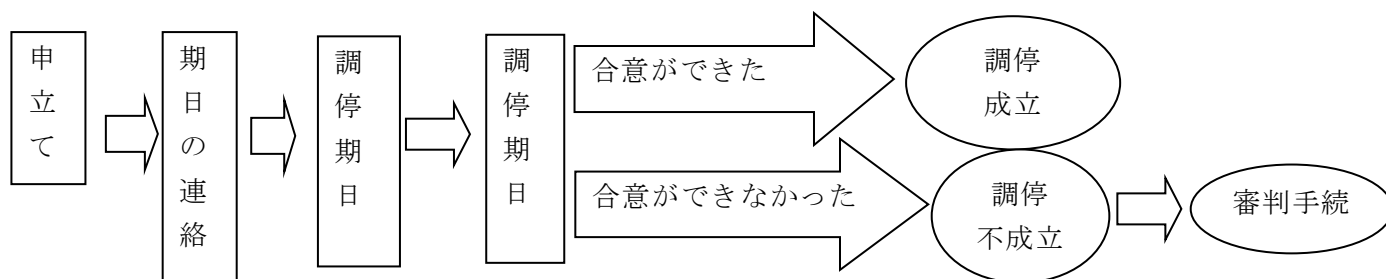 申立て
期日の連絡
調停期日
調停期日
合意ができた
調停
成立
合意ができなかった
調停
不成立
審判手続